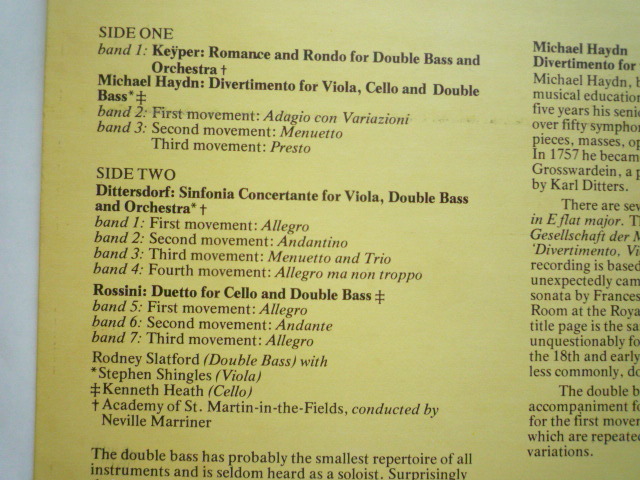 SIDE ONE
band 1: Keÿper: Romance and Rondo for Double Bass and
Orchestra †
Michael Haydn: Divertimento for Viola, Cello and Double
Bass*‡
band 2: First movement: Adagio con Variazioni
band 3: Second movement: Menuetto
Third movement: Presto
SIDE TWO
Dittersdorf: Sinfonia Concertante for Viola, Double Bass
and Orchestra*†
band 1: First movement: Allegro
band 2: Second movement: Andantino
band 3: Third movement: Menuetto and Trio
band 4: Fourth movement: Allegro ma non troppo
Rossini: Duetto for Cello and Double Bass ‡
band 5: First movement: Allegro
band 6: Second movement: Andante
band 7: Third movement: Allegro
Rodney Slatford (Double Bass) with
*Stephen Shingles (Viola)
‡Kenneth Heath (Cello)
†Academy of St. Martin-in-the-Fields, conducted by
Neville Marriner
The double bass has probably the smallest repertoire of all
instruments and is seldom heard as a soloist. Surprisingly
Michael Haydn
Divertimento for
Michael Haydn, b
musical education
five years his senio
over fifty sympho
pieces, masses, op
In 1757 he becam
Grosswardein, a p
by Karl Ditters.
There are sev
in E flat major. T
Gesellschaft der M
'Divertimento, Vi
recording is based
unexpectedly cam
sonata by Frances
Room at the Roya
title page is the sa
unquestionably fo
the 18th and early
less commonly, do
The double b
accompaniment fo
for the first movem
which are repeate
variations.